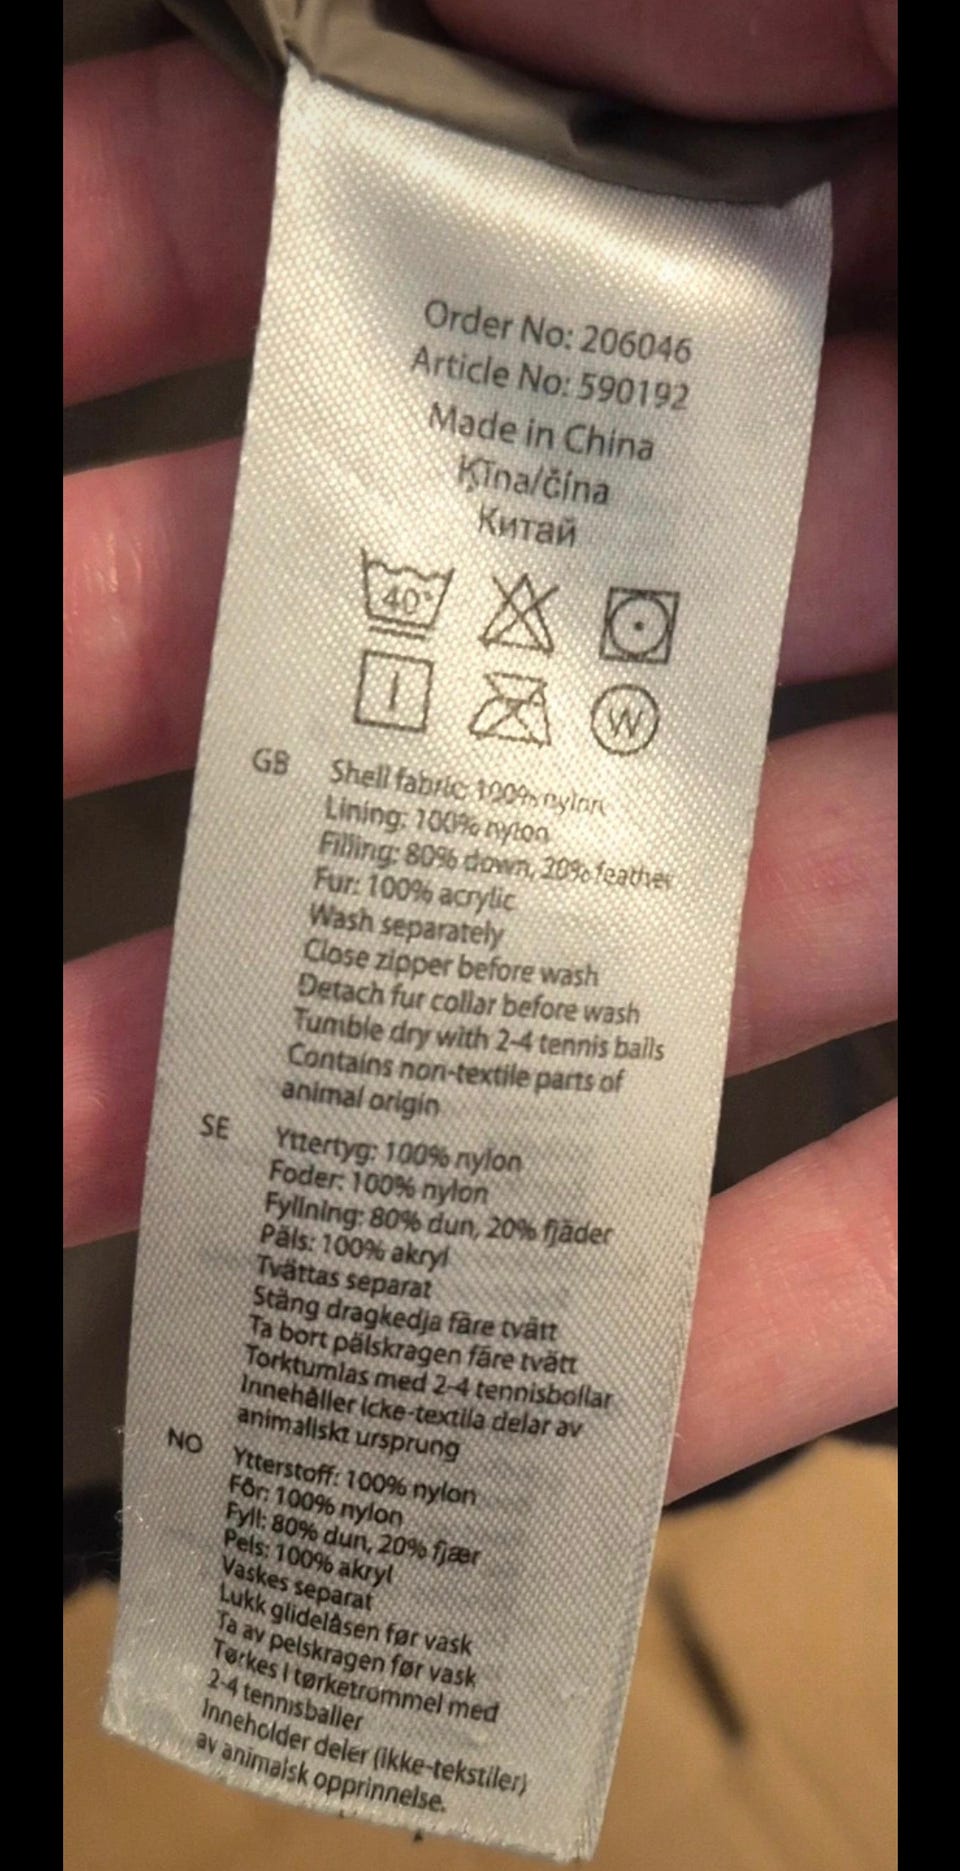 Order No: 206046
Article No: 590192
Made in China
Ķīna/čína
Китай
40°
W
GB
Shell fabric: 100% nylon
Lining: 100% nylon
Filling: 80% down, 20% feather
Fur: 100% acrylic
Wash separately
Close zipper before wash
Detach fur collar before wash
Tumble dry with 2-4 tennis balls
Contains non-textile parts of
animal origin
SE
Yttertyg: 100% nylon
Foder: 100% nylon
Fyllning: 80% dun, 20% fjäder
Päls: 100% akryl
Tvättas separat
Stäng dragkedja färe tvätt
Ta bort pälskragen färe tvätt
Torktumlas med 2-4 tennisbollar
Innehåller icke-textila delar av
animaliskt ursprung
NO
Ytterstoff: 100% nylon
Fôr: 100% nylon
Fyll: 80% dun, 20% fjær
Pels: 100% akryl
Vaskes separat
Lukk glidelåsen før vask
Ta av pelskragen før vask
Tørkes i tørketrommel med
2-4 tennisballer
Inneholder deler (ikke-tekstiler)
av animalsk opprinnelse.